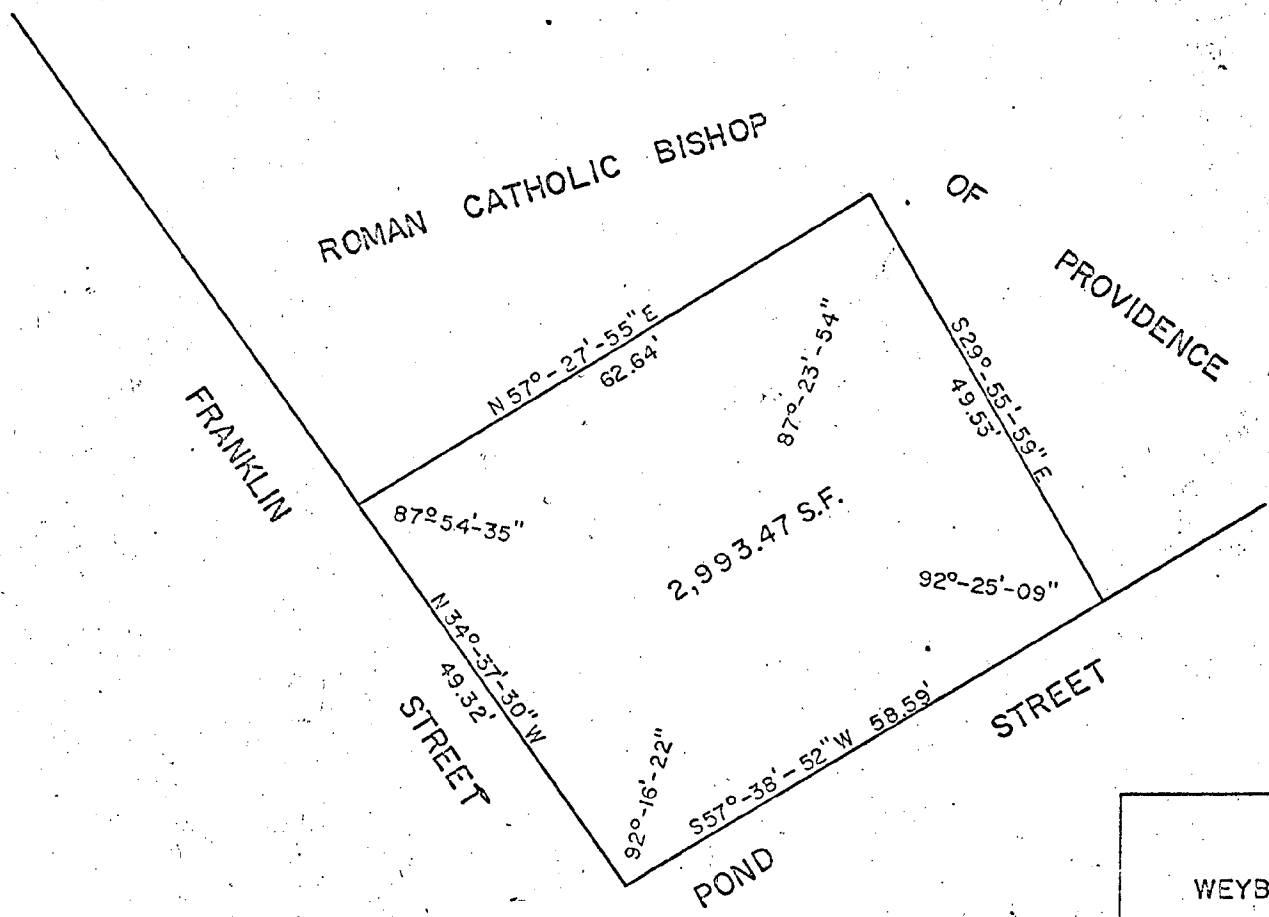 ROMAN CATHOLIC BISHOP
OF
PROVIDENCE
N 57°-27'-55" E
62.64'
S29°-55'-59" E
49.53'
87°-23'-54"
FRANKLIN
STREET
87°54'-35"
2,993.47 S.F.
92°-25'-09"
N 34°-37'-30" W
49.32'
92°-16'-22"
S57°-38'-52" W 58.59'
POND
STREET
WEYB